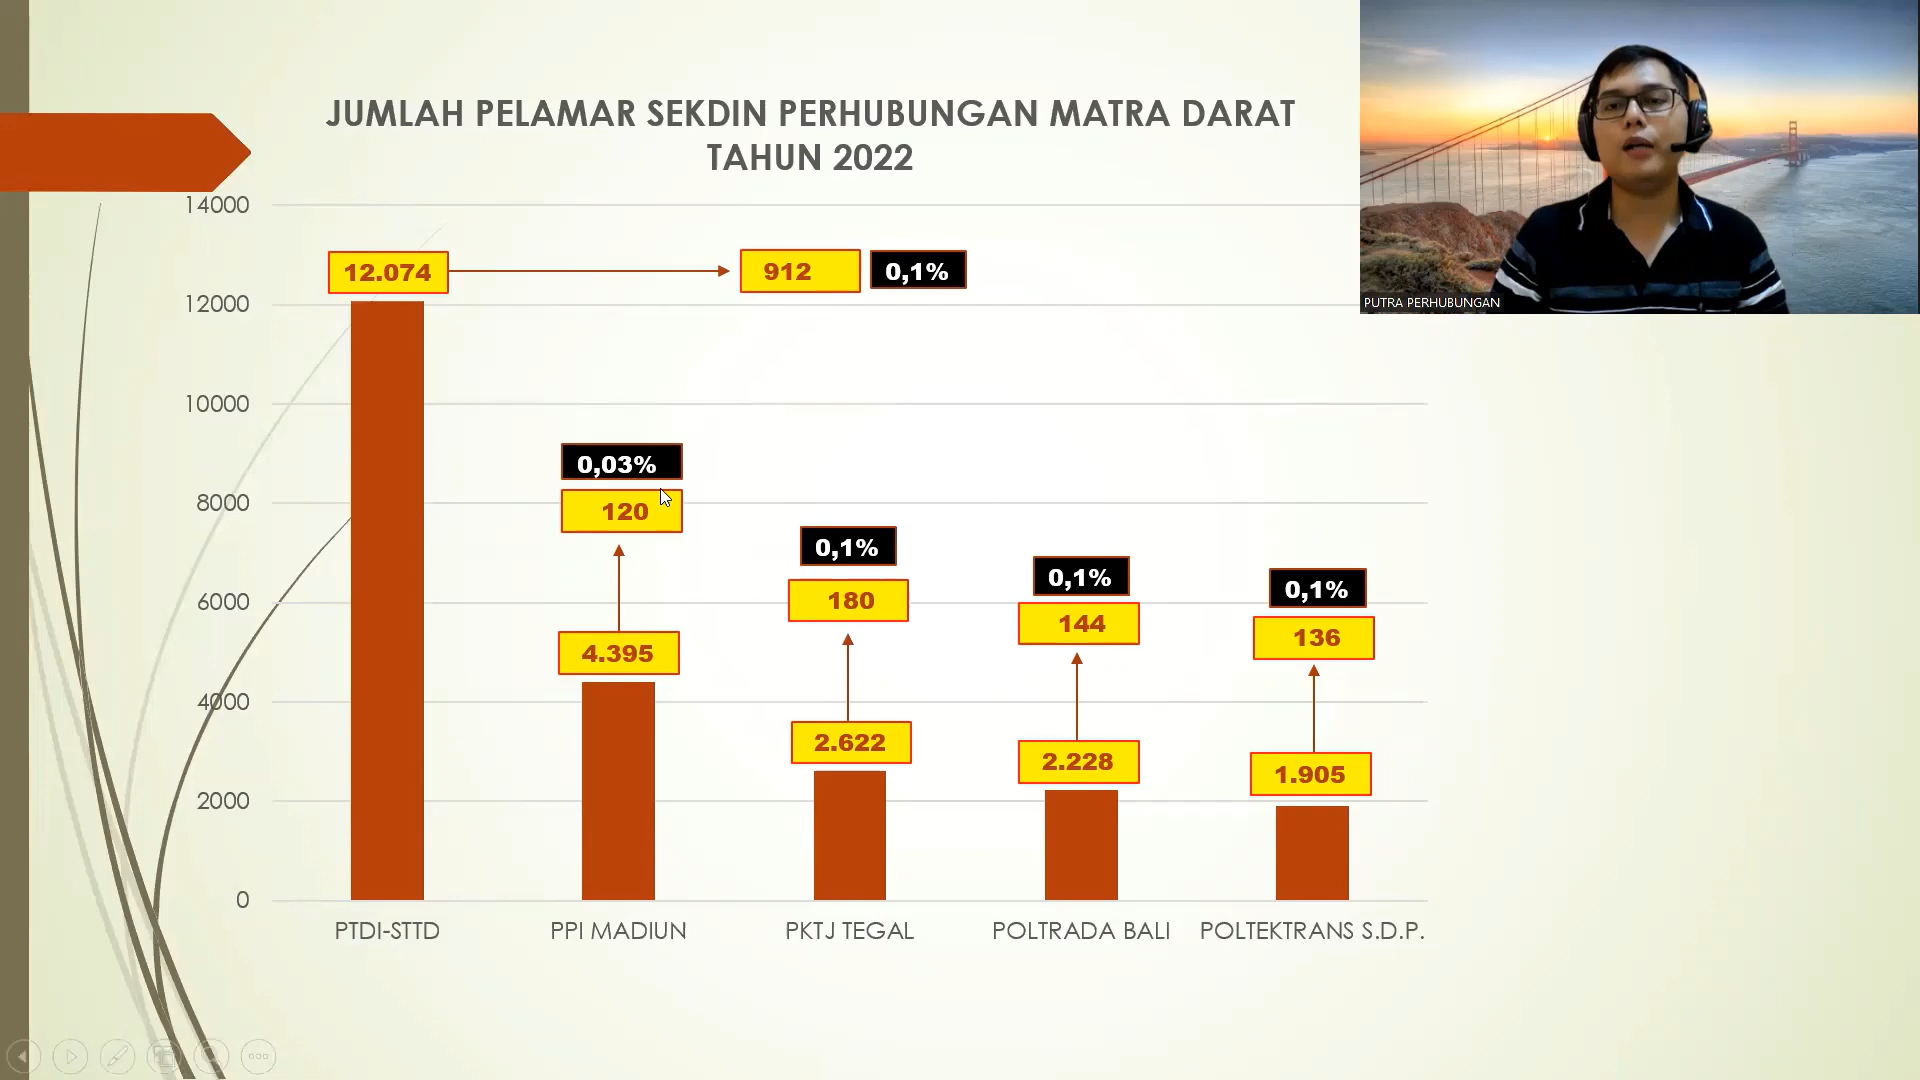 JUMLAH PELAMAR SEKDIN PERHUBUNGAN MATRA DARAT
TAHUN 2022
PUTRA PERHUBUNGAN
14000
12000
10000
8000
6000
4000
2000
0
12.074
912
0,1%
0,03%
120
4.395
0,1%
180
2.622
0,1%
144
2.228
0,1%
136
1.905
PTDI-STTD
PPI MADIUN
PKTJ TEGAL
POLTRADA BALI
POLTEKTRANS S.D.P.